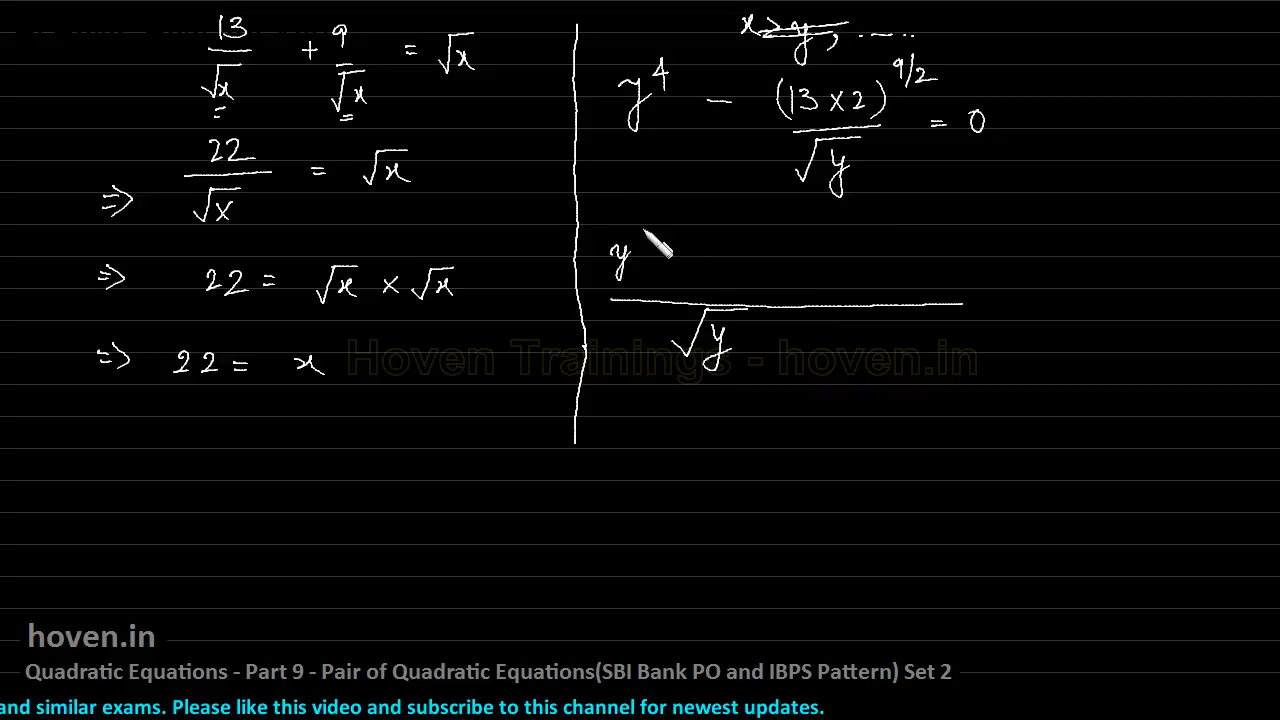 13/√x + 9/√x = √x
⇒ 22/√x = √x
⇒ 22 = √x × √x
⇒ 22 = x
x > y, .....
y^4 - (13 × 2)^9/2 / √y = 0
y / √y
Hoven Trainings - hoven.in
hoven.in
Quadratic Equations - Part 9 - Pair of Quadratic Equations(SBI Bank PO and IBPS Pattern) Set 2
and similar exams. Please like this video and subscribe to this channel for newest updates.